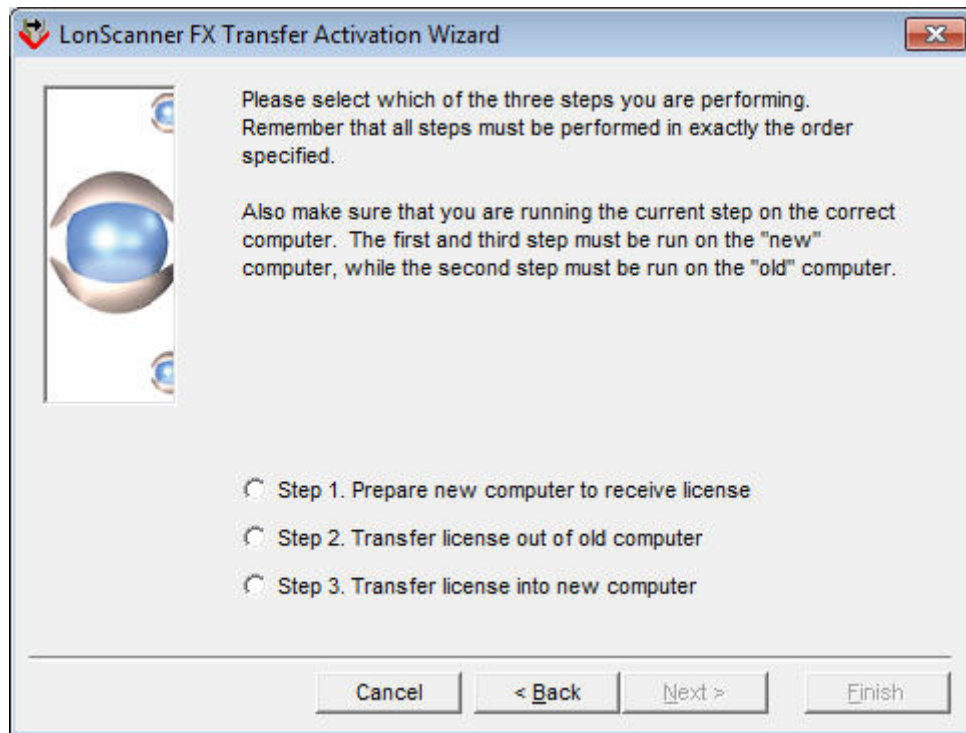 LonScanner FX Transfer Activation Wizard
Please select which of the three steps you are performing.
Remember that all steps must be performed in exactly the order
specified.
Also make sure that you are running the current step on the correct
computer.  The first and third step must be run on the "new"
computer, while the second step must be run on the "old" computer.
Step 1. Prepare new computer to receive license
Step 2. Transfer license out of old computer
Step 3. Transfer license into new computer
Cancel
< Back
Next >
Finish